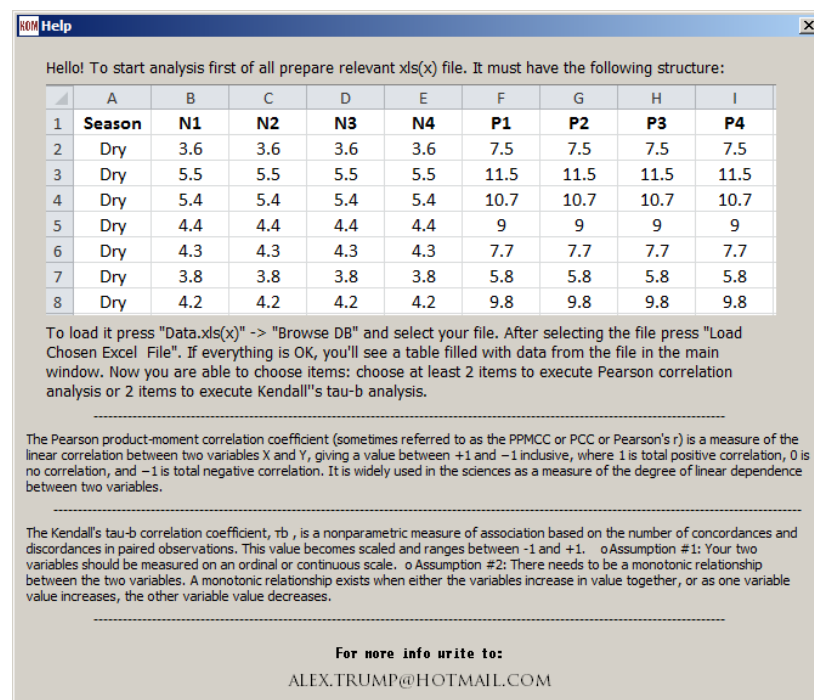 KOM Help
Hello! To start analysis first of all prepare relevant xls(x) file. It must have the following structure:
A B C D E F G H I
1 Season N1 N2 N3 N4 P1 P2 P3 P4
2 Dry 3.6 3.6 3.6 3.6 7.5 7.5 7.5 7.5
3 Dry 5.5 5.5 5.5 5.5 11.5 11.5 11.5 11.5
4 Dry 5.4 5.4 5.4 5.4 10.7 10.7 10.7 10.7
5 Dry 4.4 4.4 4.4 4.4 9 9 9 9
6 Dry 4.3 4.3 4.3 4.3 7.7 7.7 7.7 7.7
7 Dry 3.8 3.8 3.8 3.8 5.8 5.8 5.8 5.8
8 Dry 4.2 4.2 4.2 4.2 9.8 9.8 9.8 9.8
To load it press "Data.xls(x)" -> "Browse DB" and select your file. After selecting the file press "Load
Chosen Excel File". If everything is OK, you'll see a table filled with data from the file in the main
window. Now you are able to choose items: choose at least 2 items to execute Pearson correlation
analysis or 2 items to execute Kendall''s tau-b analysis.
The Pearson product-moment correlation coefficient (sometimes referred to as the PPMCC or PCC or Pearson's r) is a measure of the
linear correlation between two variables X and Y, giving a value between +1 and −1 inclusive, where 1 is total positive correlation, 0 is
no correlation, and −1 is total negative correlation. It is widely used in the sciences as a measure of the degree of linear dependence
between two variables.
The Kendall's tau-b correlation coefficient, τb , is a nonparametric measure of association based on the number of concordances and
discordances in paired observations. This value becomes scaled and ranges between -1 and +1. o Assumption #1: Your two
variables should be measured on an ordinal or continuous scale. o Assumption #2: There needs to be a monotonic relationship
between the two variables. A monotonic relationship exists when either the variables increase in value together, or as one variable
value increases, the other variable value decreases.
For more info write to:
ALEX.TRUMP@HOTMAIL.COM